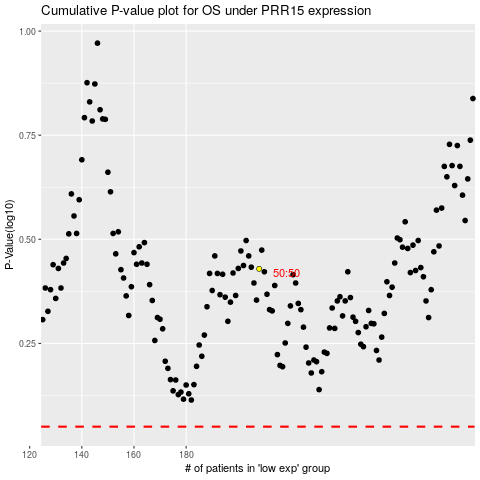 Cumulative P-value plot for OS under PRR15 expression
1.00
0.75
0.50
0.25
P-Value(log10)
50:50
120 140 160 180
# of patients in 'low exp' group